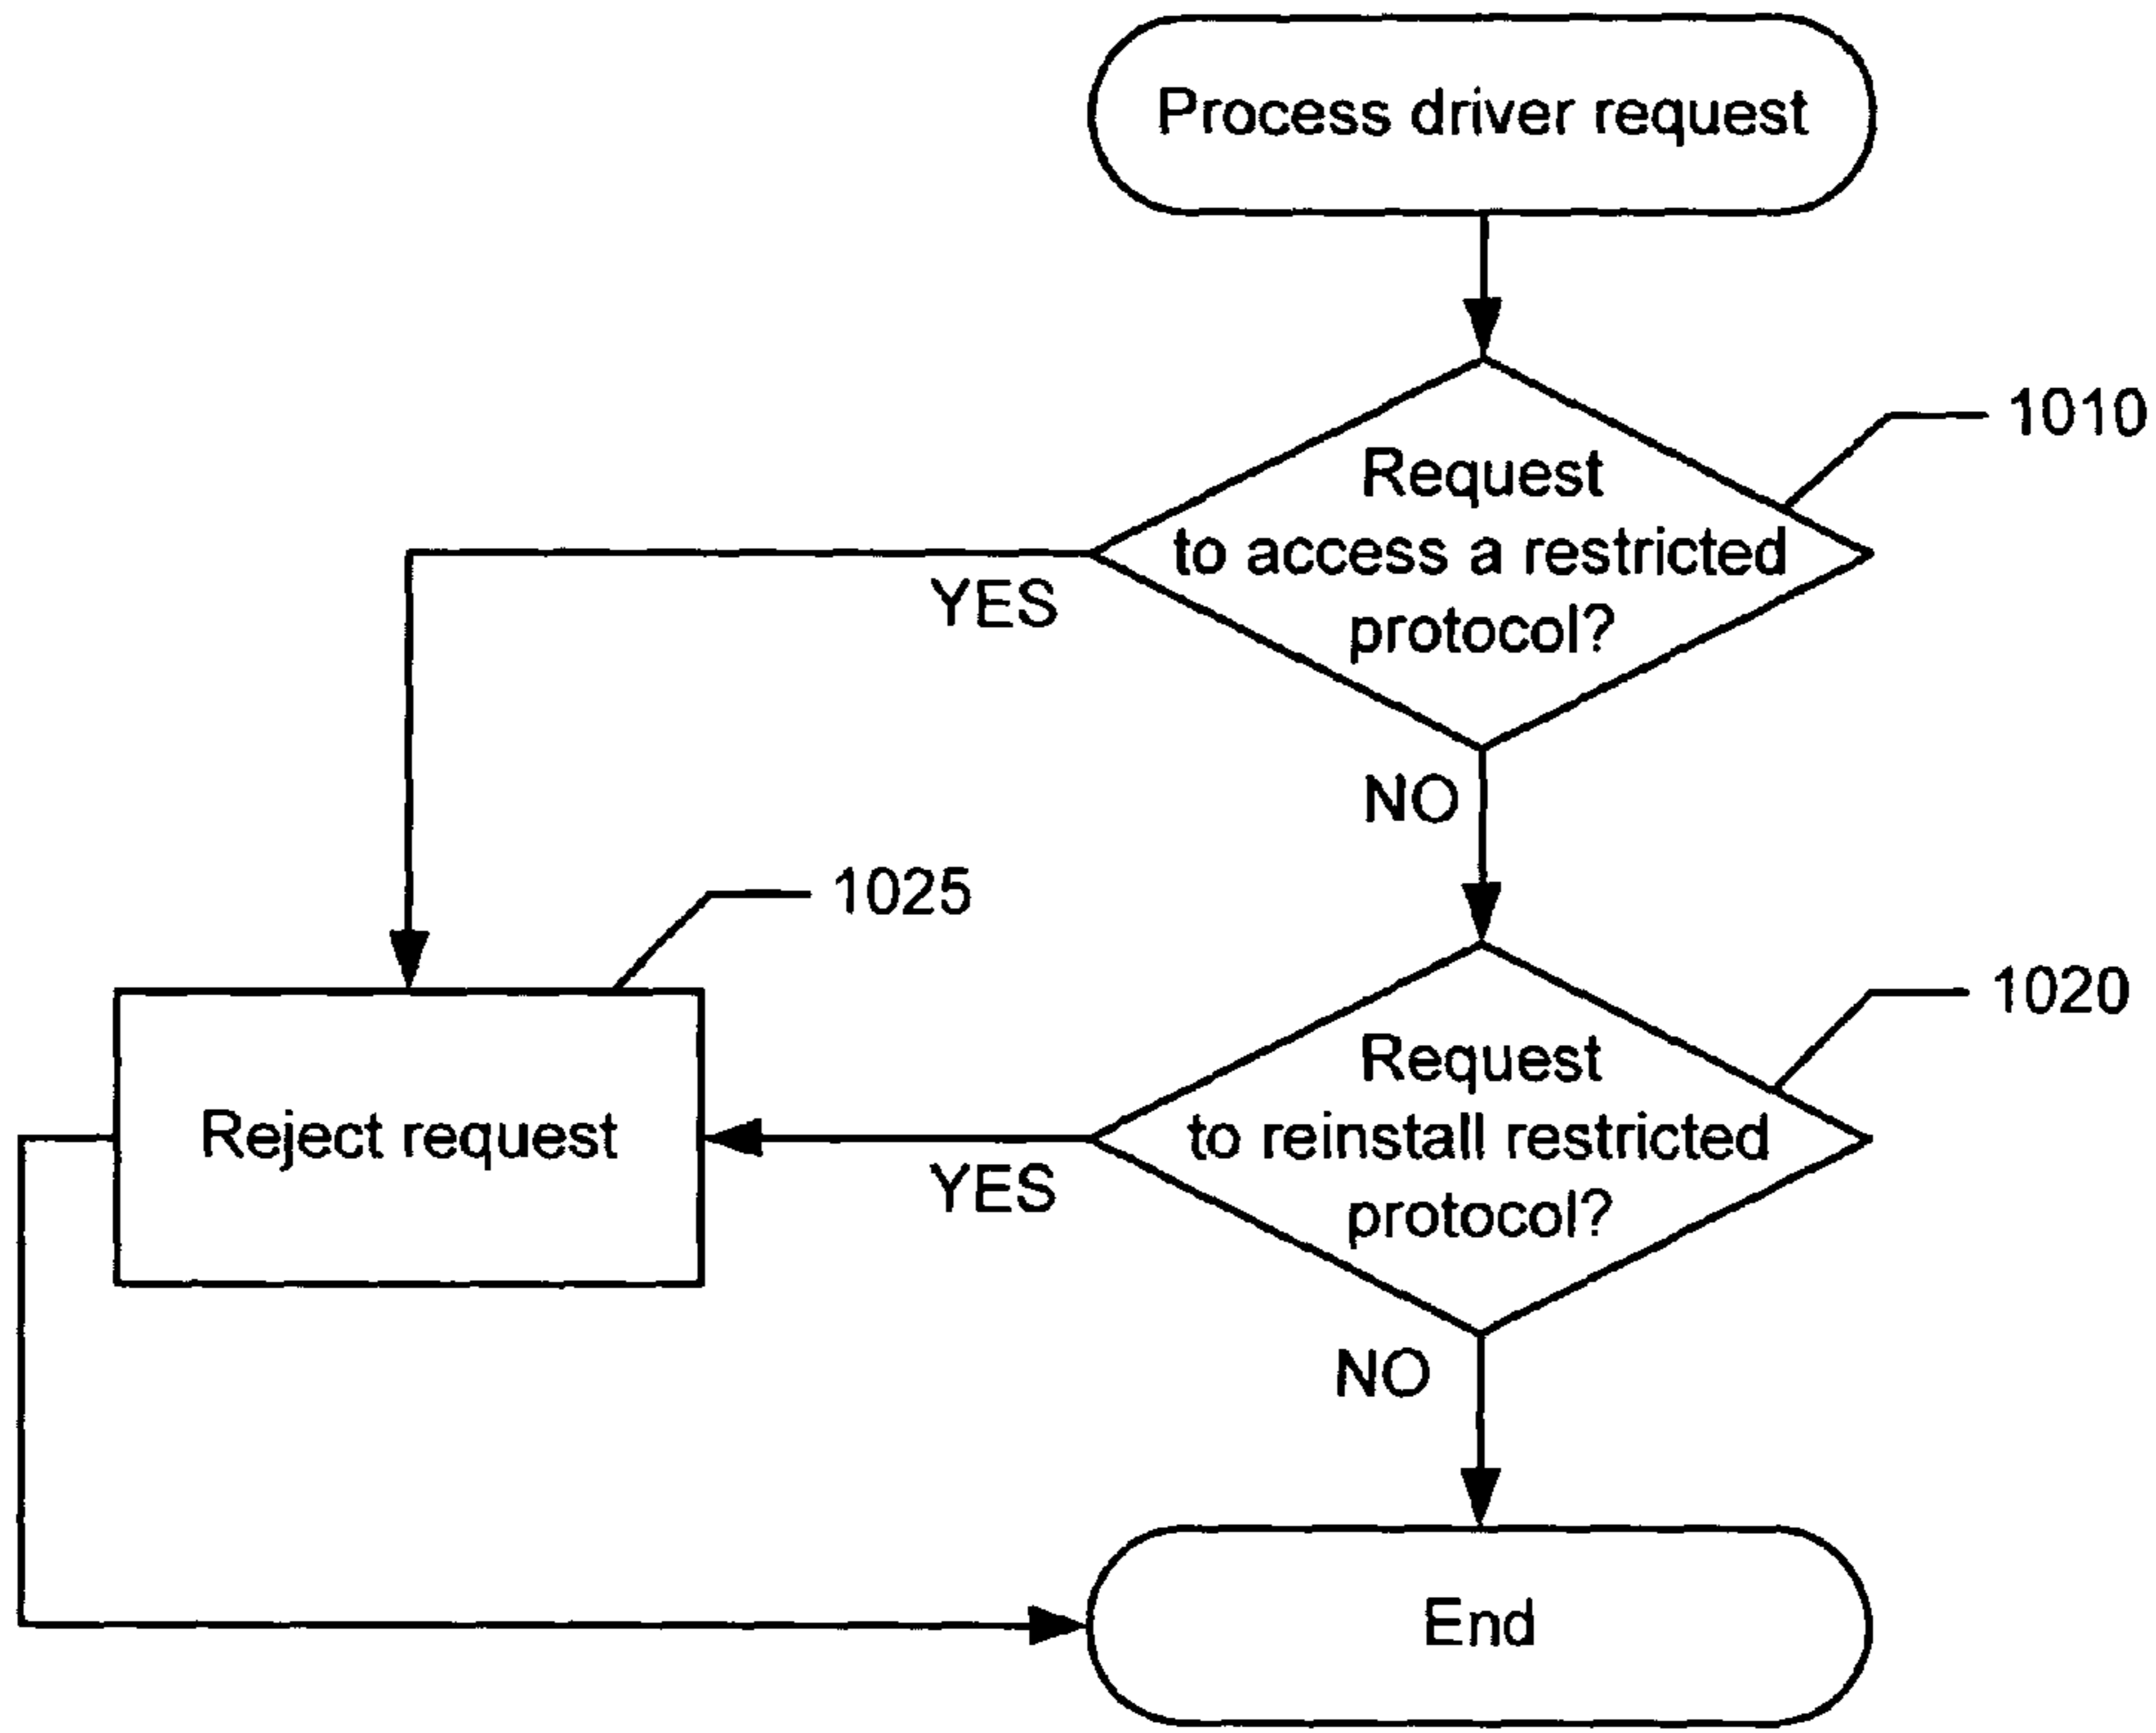 Process driver request
1010
Request
to access a restricted
protocol?
YES
NO
1025
1020
Request
to reinstall restricted
protocol?
Reject request
YES
NO
End